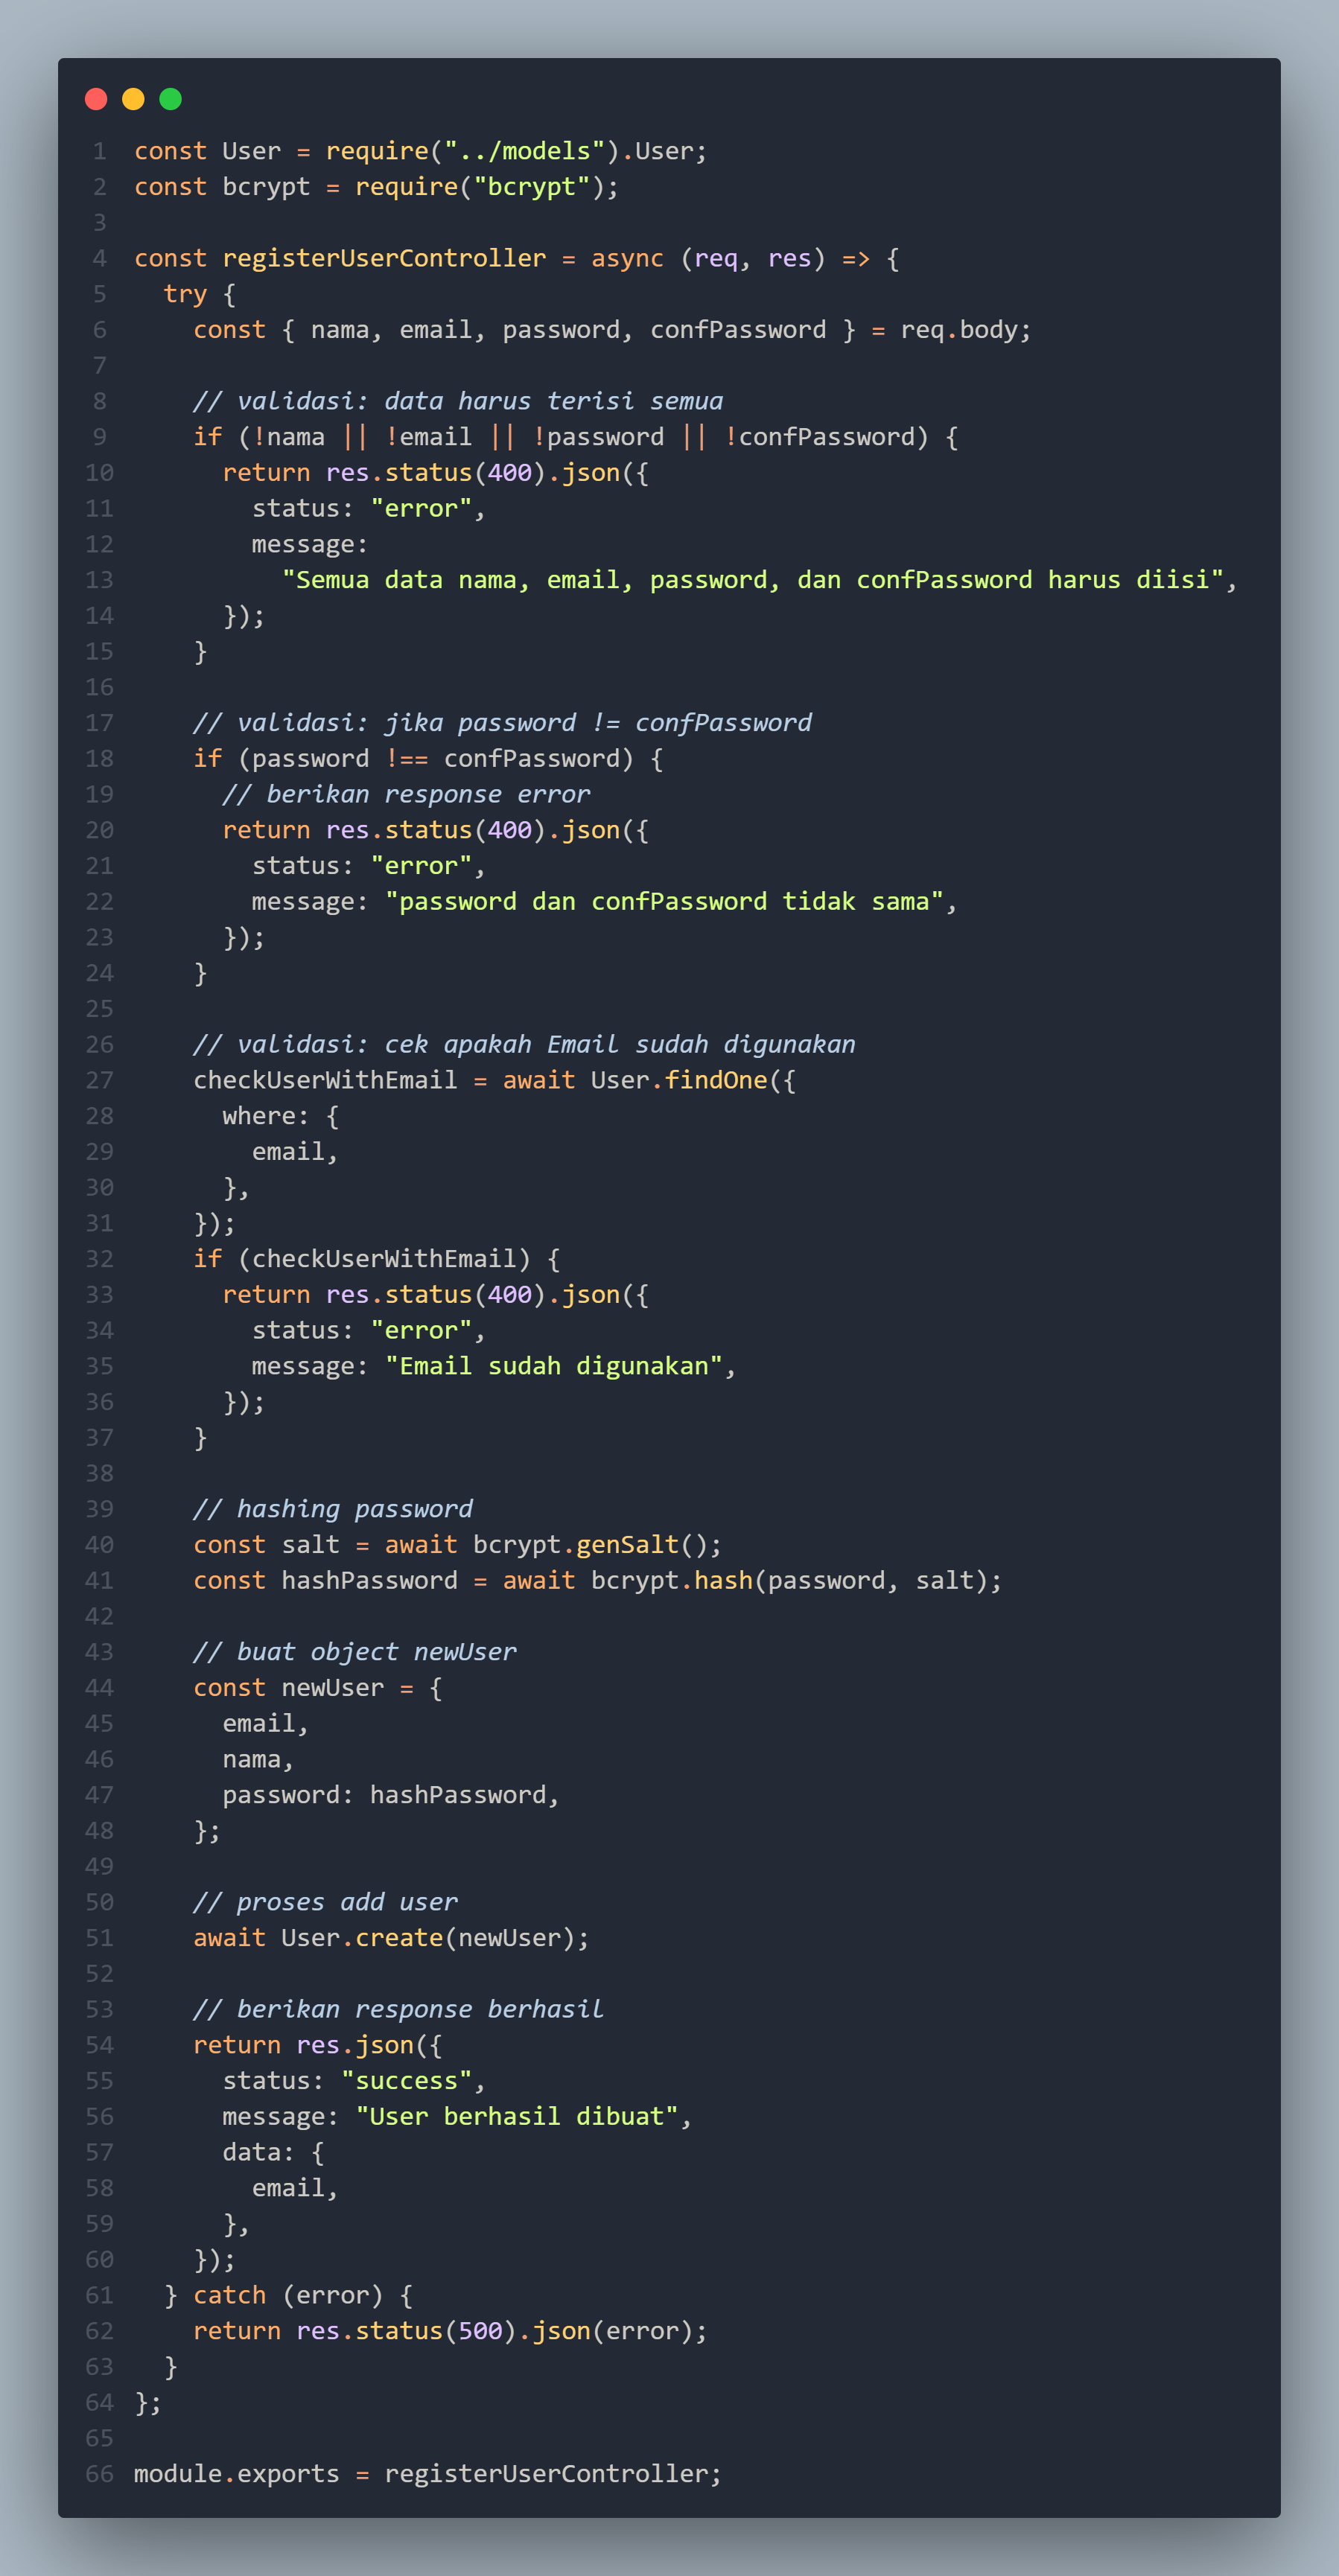 1 const User = require("../models").User;
2 const bcrypt = require("bcrypt");
3
4 const registerUserController = async (req, res) => {
5   try {
6     const { nama, email, password, confPassword } = req.body;
7
8     // validasi: data harus terisi semua
9     if (!nama || !email || !password || !confPassword) {
10       return res.status(400).json({
11         status: "error",
12         message:
13           "Semua data nama, email, password, dan confPassword harus diisi",
14       });
15     }
16
17     // validasi: jika password != confPassword
18     if (password !== confPassword) {
19       // berikan response error
20       return res.status(400).json({
21         status: "error",
22         message: "password dan confPassword tidak sama",
23       });
24     }
25
26     // validasi: cek apakah Email sudah digunakan
27     checkUserWithEmail = await User.findOne({
28       where: {
29         email,
30       },
31     });
32     if (checkUserWithEmail) {
33       return res.status(400).json({
34         status: "error",
35         message: "Email sudah digunakan",
36       });
37     }
38
39     // hashing password
40     const salt = await bcrypt.genSalt();
41     const hashPassword = await bcrypt.hash(password, salt);
42
43     // buat object newUser
44     const newUser = {
45       email,
46       nama,
47       password: hashPassword,
48     };
49
50     // proses add user
51     await User.create(newUser);
52
53     // berikan response berhasil
54     return res.json({
55       status: "success",
56       message: "User berhasil dibuat",
57       data: {
58         email,
59       },
60     });
61   } catch (error) {
62     return res.status(500).json(error);
63   }
64 };
65
66 module.exports = registerUserController;